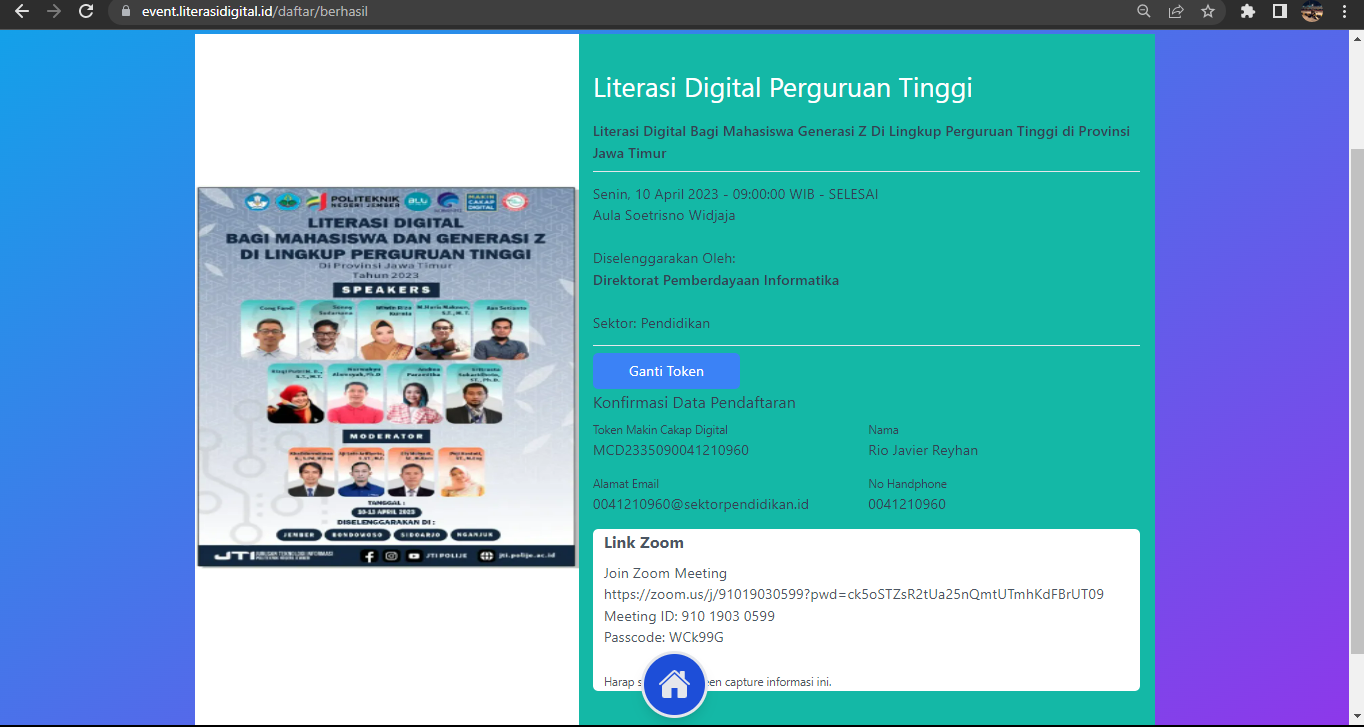 event.literasidigital.id/daftar/berhasil
POLITEKNIK
NEGERI JEMBER
BLU
MAKIN
CAKAP
DIGITAL
LITERASI DIGITAL
BAGI MAHASISWA DAN GENERASI Z
DI LINGKUP PERGURUAN TINGGI
Di Provinsi Jawa Timur
Tahun 2023
SPEAKERS
MODERATOR
TANGGAL :
10-13 APRIL 2023
DISELENGGARAKAN DI :
JEMBER BONDOWOSO SIDOARJO NGANJUK
JTI JURUSAN TEKNOLOGI INFORMASI
POLITEKNIK NEGERI JEMBER
JTI POLIJE jti.polije.ac.id
Literasi Digital Perguruan Tinggi
Literasi Digital Bagi Mahasiswa Generasi Z Di Lingkup Perguruan Tinggi di Provinsi
Jawa Timur
Senin, 10 April 2023 - 09:00:00 WIB - SELESAI
Aula Soetrisno Widjaja
Diselenggarakan Oleh:
Direktorat Pemberdayaan Informatika
Sektor: Pendidikan
Ganti Token
Konfirmasi Data Pendaftaran
Token Makin Cakap Digital
MCD2335090041210960
Nama
Rio Javier Reyhan
Alamat Email
0041210960@sektorpendidikan.id
No Handphone
0041210960
Link Zoom
Join Zoom Meeting
https://zoom.us/j/91019030599?pwd=ck5oSTZsR2tUa25nQmtUTmhKdFBrUT09
Meeting ID: 910 1903 0599
Passcode: WCk99G
Harap s een capture informasi ini.